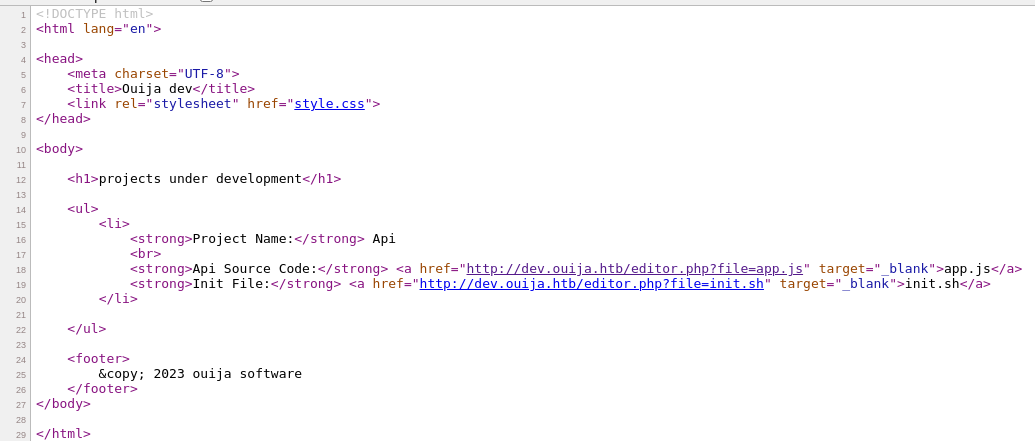 1 <!DOCTYPE html>
2 <html lang="en">
3
4 <head>
5     <meta charset="UTF-8">
6     <title>Ouija dev</title>
7     <link rel="stylesheet" href="style.css">
8 </head>
9
10 <body>
11
12     <h1>projects under development</h1>
13
14     <ul>
15         <li>
16             <strong>Project Name:</strong> Api
17             <br>
18             <strong>Api Source Code:</strong> <a href="http://dev.ouija.htb/editor.php?file=app.js" target="_blank">app.js</a>
19             <strong>Init File:</strong> <a href="http://dev.ouija.htb/editor.php?file=init.sh" target="_blank">init.sh</a>
20         </li>
21
22     </ul>
23
24     <footer>
25         &copy; 2023 ouija software
26     </footer>
27 </body>
28
29 </html>